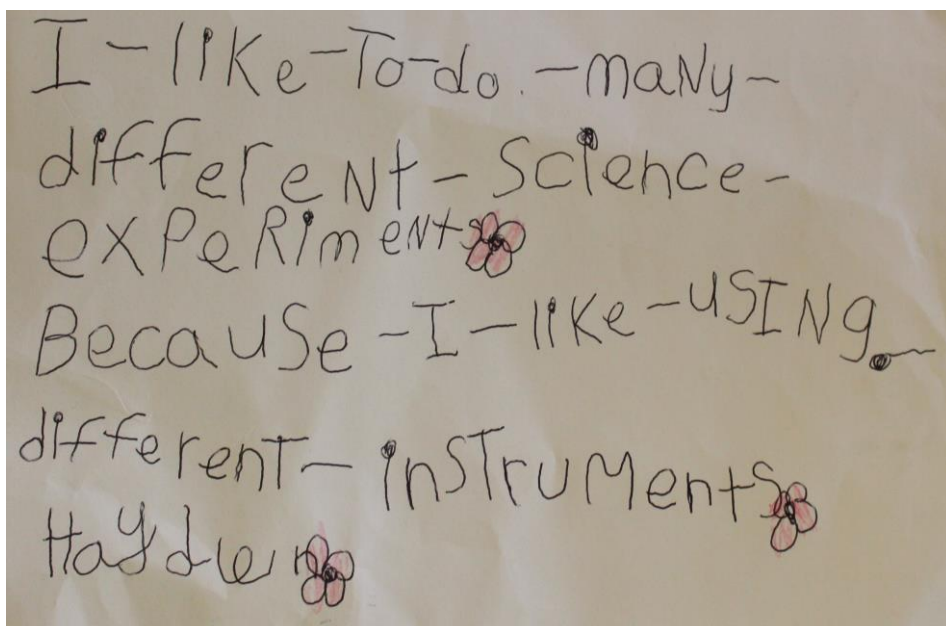 I-like-To-do.-maNy-
differeNt-Science-
exPeRimeNts
Because-I-like-uSINg.-
differenT-inSTruMentS
Hayden